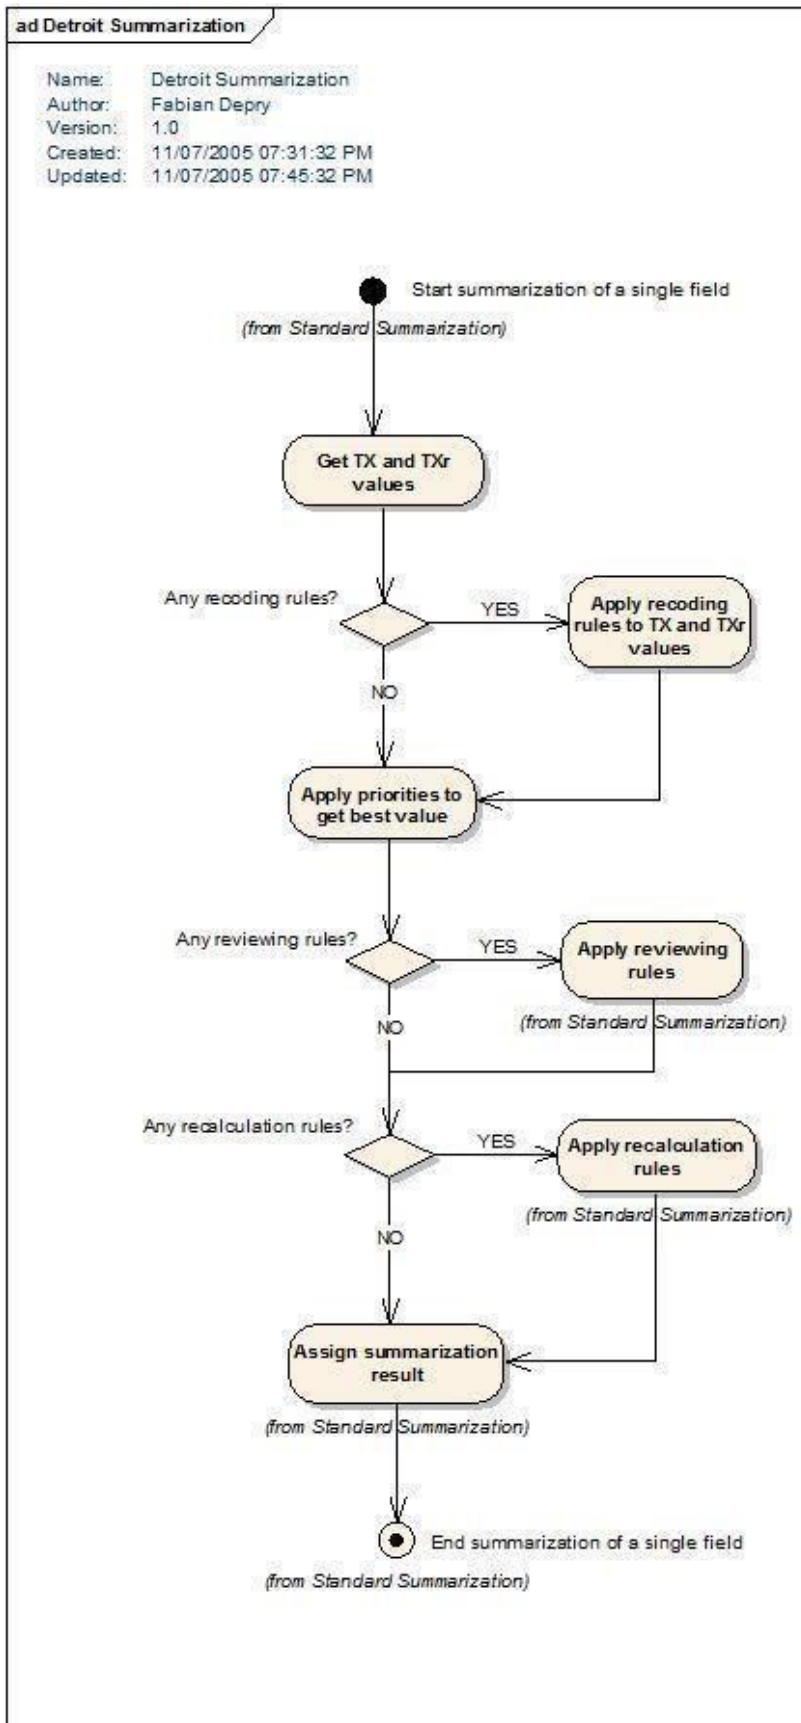 ad Detroit Summarization
Name: Detroit Summarization
Author: Fabian Depry
Version: 1.0
Created: 11/07/2005 07:31:32 PM
Updated: 11/07/2005 07:45:32 PM
Start summarization of a single field
(from Standard Summarization)
Get TX and TXr
values
Any recoding rules?
YES
Apply recoding
rules to TX and TXr
values
NO
Apply priorities to
get best value
Any reviewing rules?
YES
Apply reviewing
rules
(from Standard Summarization)
NO
Any recalculation rules?
YES
Apply recalculation
rules
(from Standard Summarization)
NO
Assign summarization
result
(from Standard Summarization)
End summarization of a single field
(from Standard Summarization)